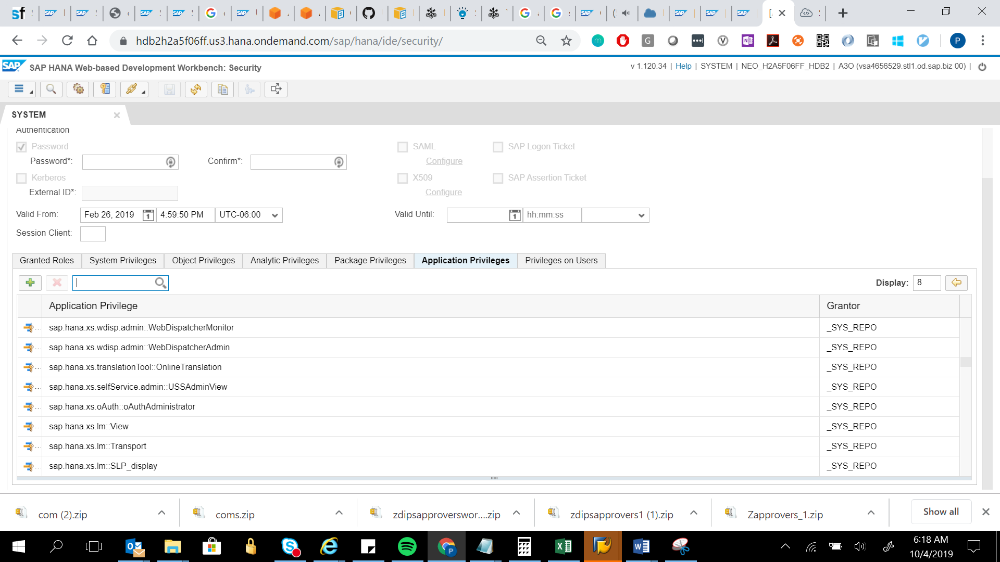 hdb2h2a5f06ff.us3.hana.ondemand.com/sap/hana/ide/security/
SAP SAP HANA Web-based Development Workbench: Security
v 1.120.34 | Help | SYSTEM | NEO_H2A5F06FF_HDB2 | A3O (vsa4656529.stl1.od.sap.biz 00) |
SYSTEM
Authentication
Password SAML SAP Logon Ticket
Password*: Confirm*: Configure
Kerberos X509 SAP Assertion Ticket
External ID*: Configure
Valid From: Feb 26, 2019 4:59:50 PM UTC-06:00 Valid Until: hh:mm:ss
Session Client:
Granted Roles System Privileges Object Privileges Analytic Privileges Package Privileges Application Privileges Privileges on Users
Display: 8
Application Privilege Grantor
sap.hana.xs.wdisp.admin::WebDispatcherMonitor _SYS_REPO
sap.hana.xs.wdisp.admin::WebDispatcherAdmin _SYS_REPO
sap.hana.xs.translationTool::OnlineTranslation _SYS_REPO
sap.hana.xs.selfService.admin::USSAdminView _SYS_REPO
sap.hana.xs.oAuth::oAuthAdministrator _SYS_REPO
sap.hana.xs.lm::View _SYS_REPO
sap.hana.xs.lm::Transport _SYS_REPO
sap.hana.xs.lm::SLP_display _SYS_REPO
com (2).zip coms.zip zdipsapproverswor....zip zdipsapprovers1 (1).zip Zapprovers_1.zip Show all
6:18 AM
10/4/2019